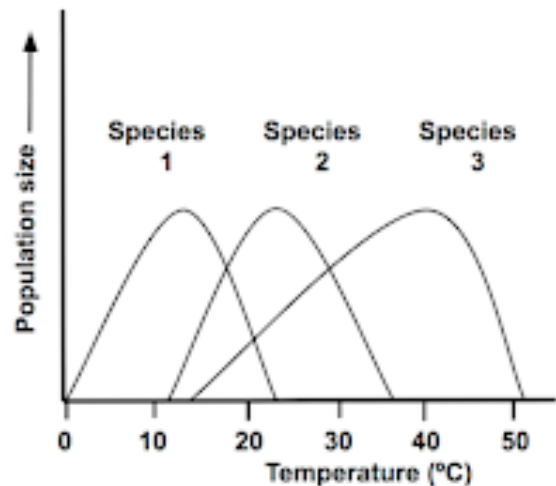 Population size
Species
1
Species
2
Species
3
0 10 20 30 40 50
Temperature (ºC)